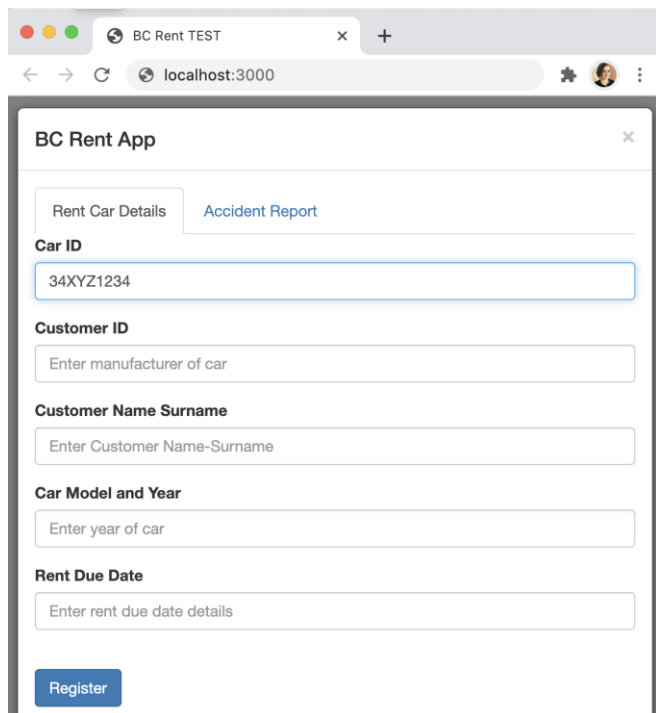 BC Rent TEST
localhost:3000
BC Rent App
Rent Car Details Accident Report
Car ID
34XYZ1234
Customer ID
Enter manufacturer of car
Customer Name Surname
Enter Customer Name-Surname
Car Model and Year
Enter year of car
Rent Due Date
Enter rent due date details
Register